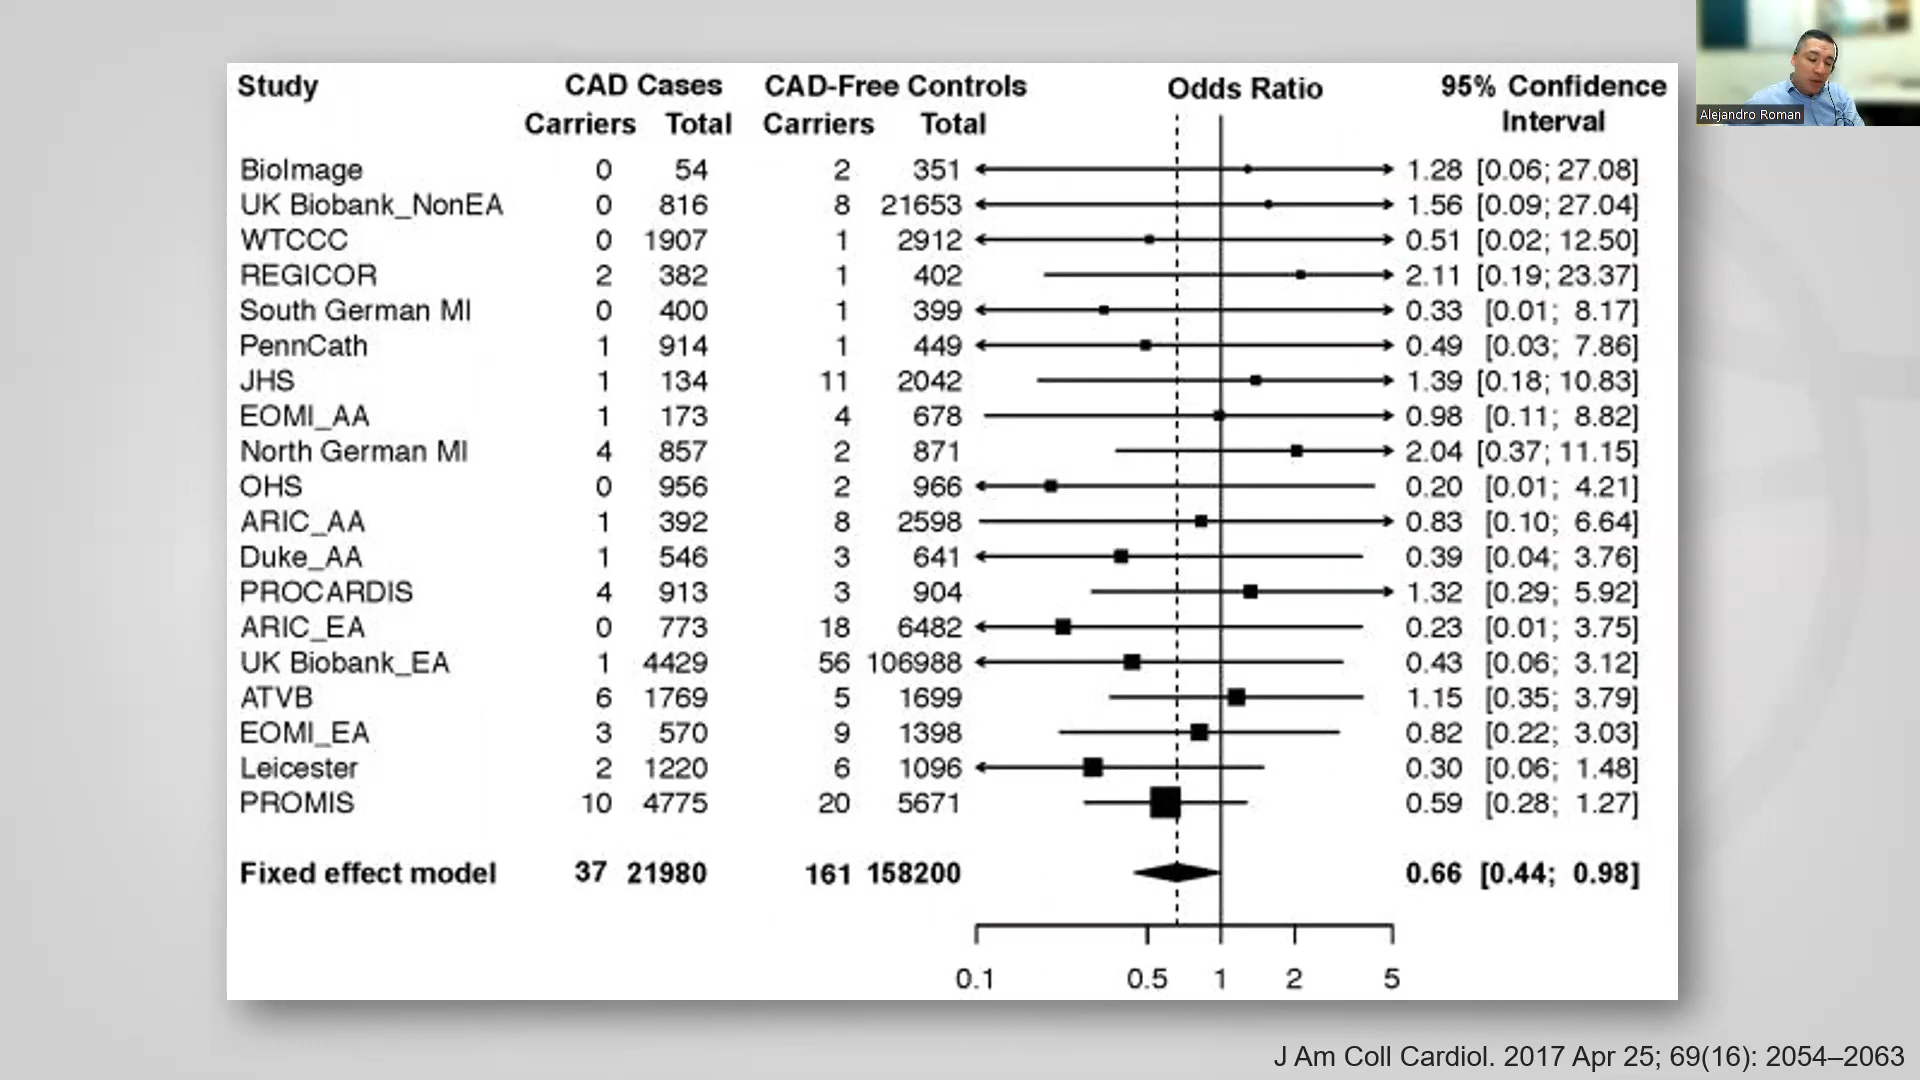 Study CAD Cases CAD-Free Controls Odds Ratio 95% Confidence
Carriers Total Carriers Total Interval
BioImage 0 54 2 351 1.28 [0.06; 27.08]
UK Biobank_NonEA 0 816 8 21653 1.56 [0.09; 27.04]
WTCCC 0 1907 1 2912 0.51 [0.02; 12.50]
REGICOR 2 382 1 402 2.11 [0.19; 23.37]
South German MI 0 400 1 399 0.33 [0.01; 8.17]
PennCath 1 914 1 449 0.49 [0.03; 7.86]
JHS 1 134 11 2042 1.39 [0.18; 10.83]
EOMI_AA 1 173 4 678 0.98 [0.11; 8.82]
North German MI 4 857 2 871 2.04 [0.37; 11.15]
OHS 0 956 2 966 0.20 [0.01; 4.21]
ARIC_AA 1 392 8 2598 0.83 [0.10; 6.64]
Duke_AA 1 546 3 641 0.39 [0.04; 3.76]
PROCARDIS 4 913 3 904 1.32 [0.29; 5.92]
ARIC_EA 0 773 18 6482 0.23 [0.01; 3.75]
UK Biobank_EA 1 4429 56 106988 0.43 [0.06; 3.12]
ATVB 6 1769 5 1699 1.15 [0.35; 3.79]
EOMI_EA 3 570 9 1398 0.82 [0.22; 3.03]
Leicester 2 1220 6 1096 0.30 [0.06; 1.48]
PROMIS 10 4775 20 5671 0.59 [0.28; 1.27]
Fixed effect model 37 21980 161 158200 0.66 [0.44; 0.98]
0.1 0.5 1 2 5
J Am Coll Cardiol. 2017 Apr 25; 69(16): 2054–2063
Alejandro Roman